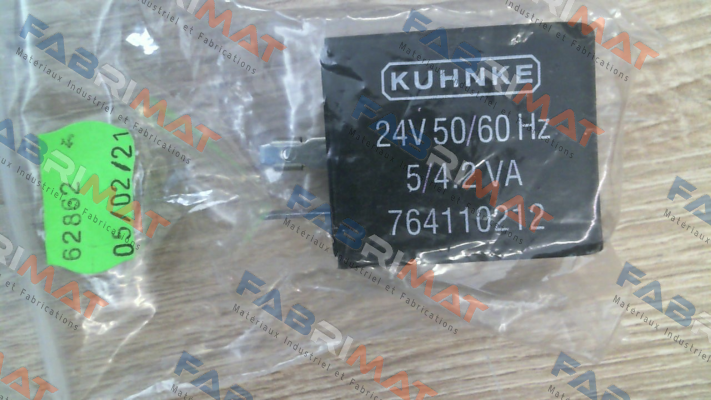 KUHNKE
24V 50/60 Hz
5/4.2 VA
764110212
62862
05/02/21
FABRIMAT
Materiaux Industriel et Fabrications